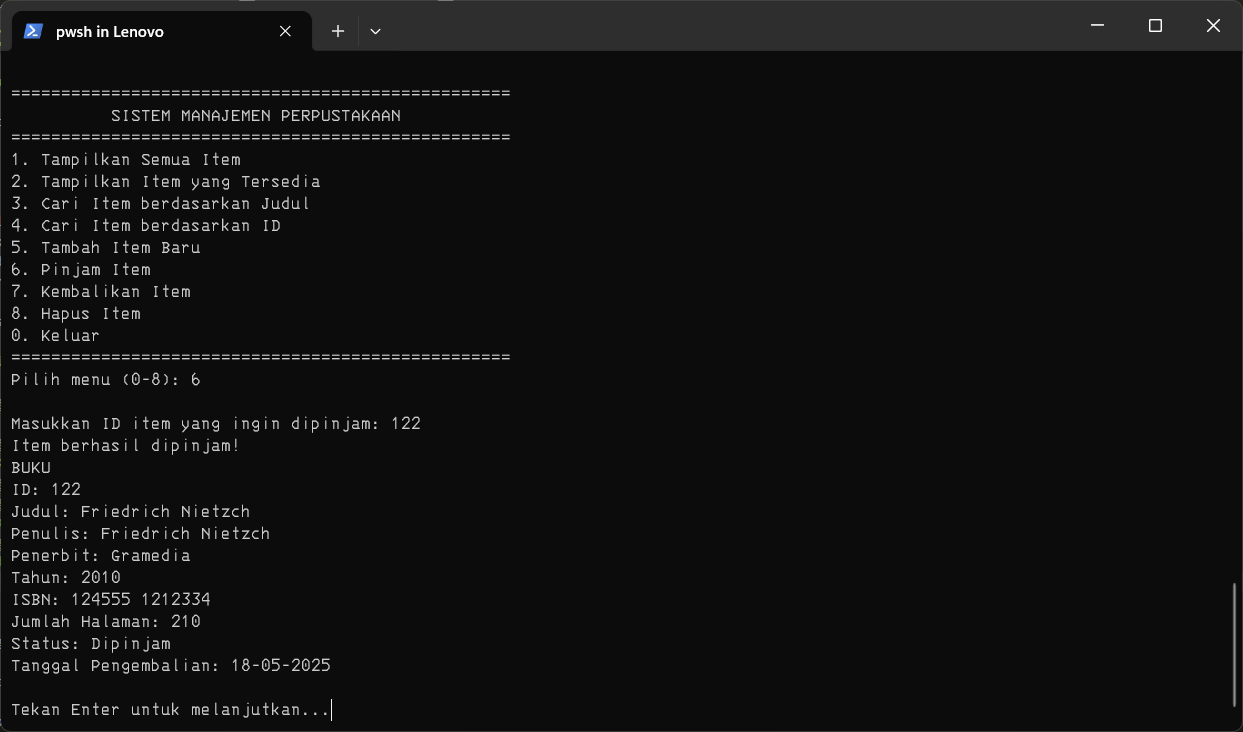 pwsh in Lenovo
==================================================
SISTEM MANAJEMEN PERPUSTAKAAN
==================================================
1. Tampilkan Semua Item
2. Tampilkan Item yang Tersedia
3. Cari Item berdasarkan Judul
4. Cari Item berdasarkan ID
5. Tambah Item Baru
6. Pinjam Item
7. Kembalikan Item
8. Hapus Item
0. Keluar
==================================================
Pilih menu (0-8): 6
Masukkan ID item yang ingin dipinjam: 122
Item berhasil dipinjam!
BUKU
ID: 122
Judul: Friedrich Nietzch
Penulis: Friedrich Nietzch
Penerbit: Gramedia
Tahun: 2010
ISBN: 124555 1212334
Jumlah Halaman: 210
Status: Dipinjam
Tanggal Pengembalian: 18-05-2025
Tekan Enter untuk melanjutkan...